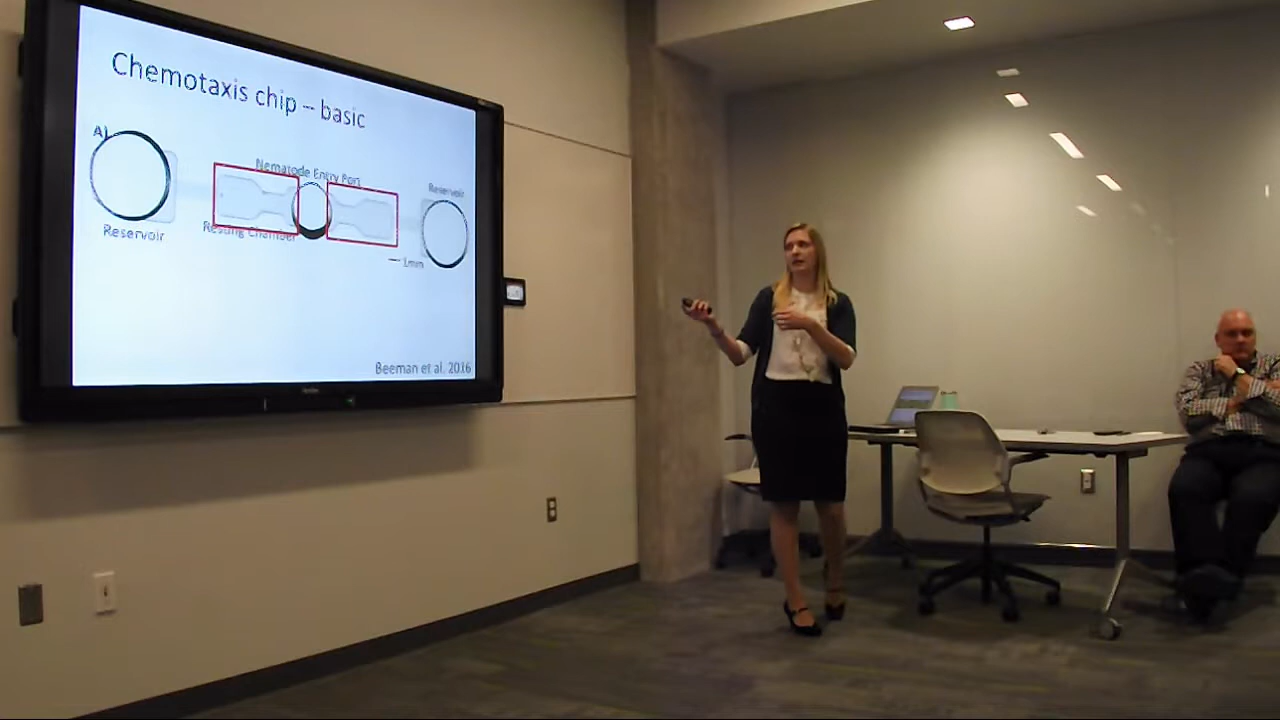 Chemotaxis chip – basic
A)
Nematode Entry Port
Reservoir
Reservoir
Resting Chamber
1mm
Beeman et al. 2016